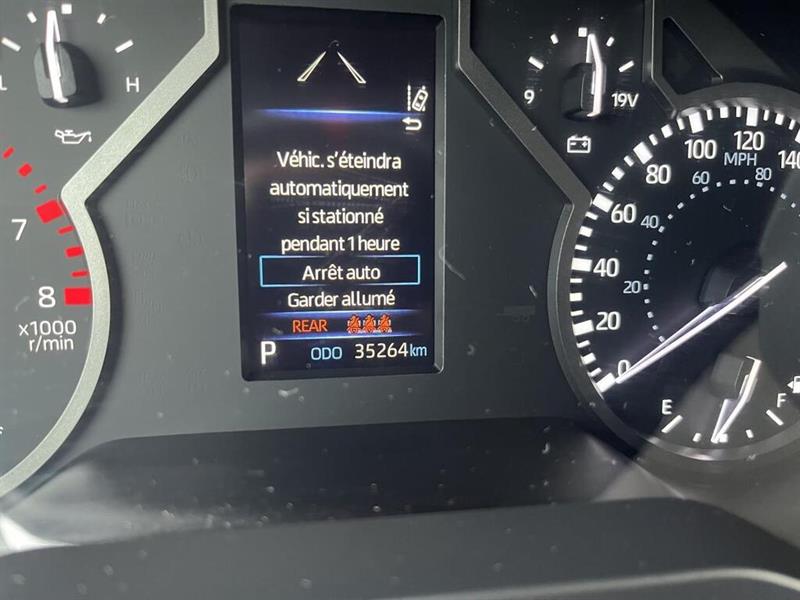 L
H
9
19V
7
8
x1000
r/min
Véhic. s'éteindra
automatiquement
si stationné
pendant 1 heure
Arrêt auto
Garder allumé
REAR
P
ODO 35264 km
0
20
40
60
80
100
120
140
MPH
20
40
60
80
E
F